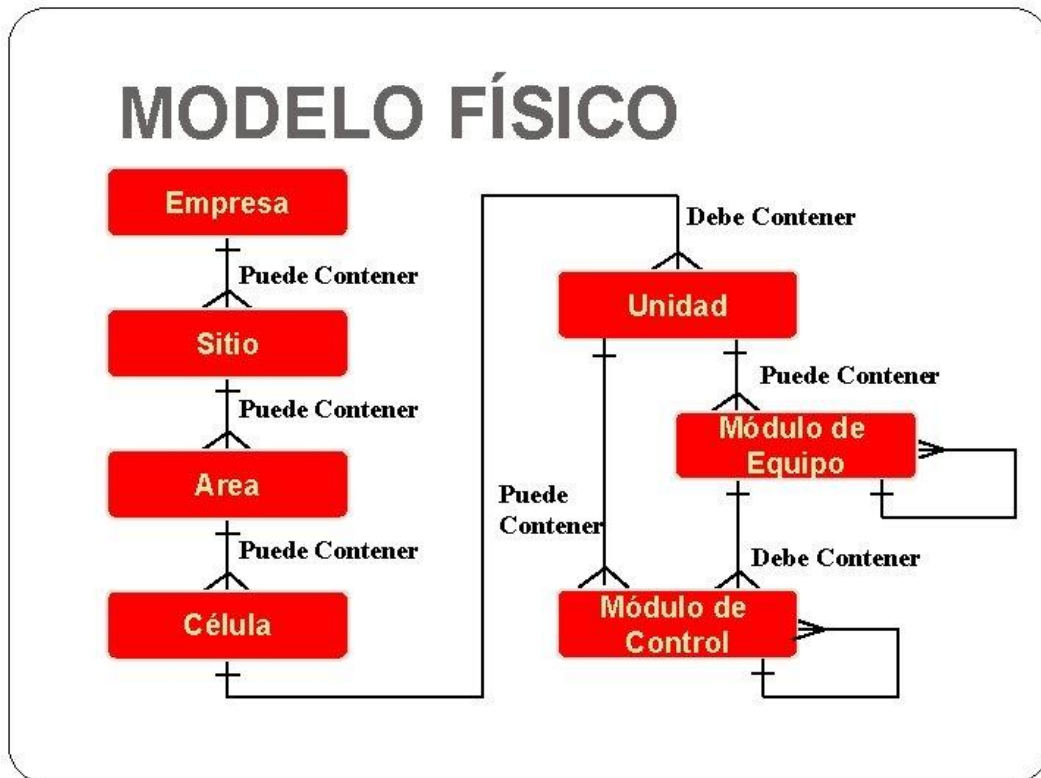 MODELO FÍSICO
Empresa
Puede Contener
Sitio
Puede Contener
Area
Puede Contener
Célula
Debe Contener
Unidad
Puede Contener
Módulo de
Equipo
Puede
Contener
Debe Contener
Módulo de
Control